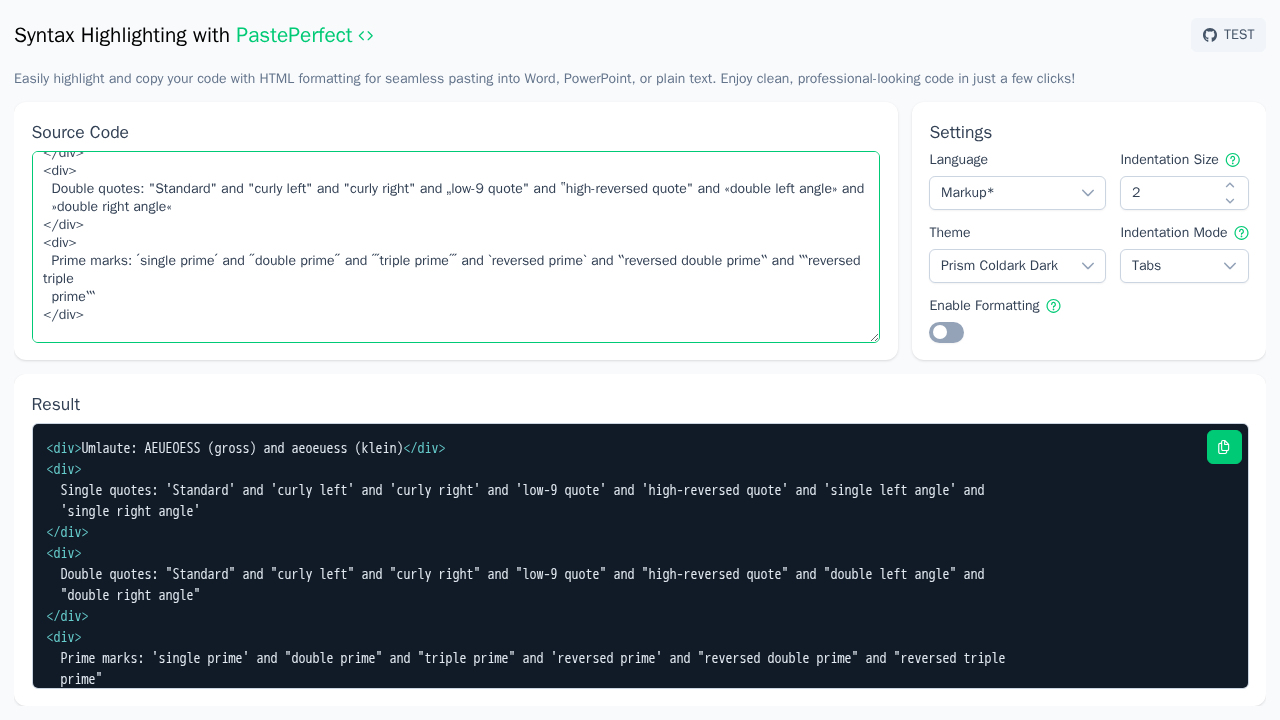 Syntax Highlighting with PastePerfect
TEST
Easily highlight and copy your code with HTML formatting for seamless pasting into Word, PowerPoint, or plain text. Enjoy clean, professional-looking code in just a few clicks!
Source Code
</div>
<div>
Double quotes: "Standard" and "curly left" and "curly right" and „low-9 quote" and ‟high-reversed quote" and «double left angle» and
»double right angle«
</div>
<div>
Prime marks: ′single prime′ and ″double prime″ and ‴triple prime‴ and ‵reversed prime‵ and ‶reversed double prime‶ and ‷reversed
triple
prime‷
</div>
Settings
Language
Indentation Size
Markup*
2
Theme
Indentation Mode
Prism Coldark Dark
Tabs
Enable Formatting
Result
<div>Umlaute: AEUEOESS (gross) and aeoeuess (klein)</div>
<div>
Single quotes: 'Standard' and 'curly left' and 'curly right' and 'low-9 quote' and 'high-reversed quote' and 'single left angle' and
'single right angle'
</div>
<div>
Double quotes: "Standard" and "curly left" and "curly right" and "low-9 quote" and "high-reversed quote" and "double left angle" and
"double right angle"
</div>
<div>
Prime marks: 'single prime' and "double prime" and "triple prime" and 'reversed prime' and "reversed double prime" and "reversed triple
prime"